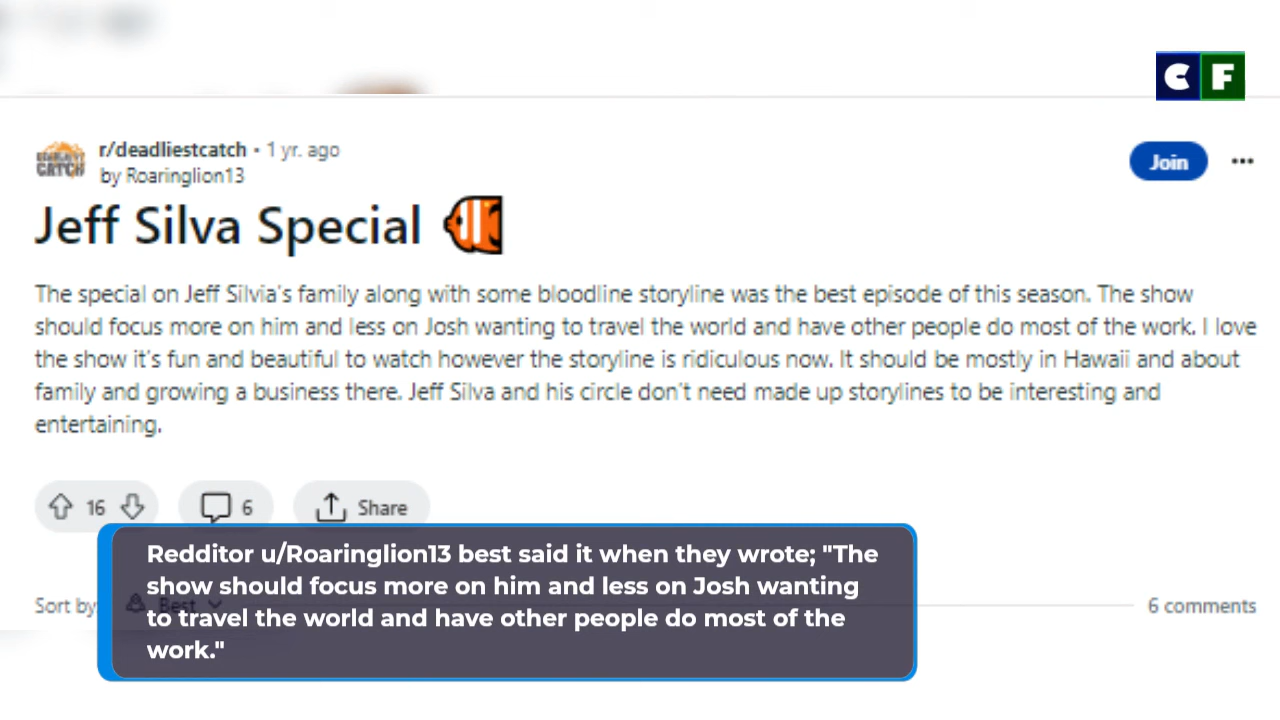 C F
r/deadliestcatch • 1 yr. ago
by Roaringlion13
Join
Jeff Silva Special
The special on Jeff Silvia's family along with some bloodline storyline was the best episode of this season. The show
should focus more on him and less on Josh wanting to travel the world and have other people do most of the work. I love
the show it's fun and beautiful to watch however the storyline is ridiculous now. It should be mostly in Hawaii and about
family and growing a business there. Jeff Silva and his circle don't need made up storylines to be interesting and
entertaining.
16
6
Share
Redditor u/Roaringlion13 best said it when they wrote; "The
show should focus more on him and less on Josh wanting
to travel the world and have other people do most of the
work."
Sort by: Best
6 comments